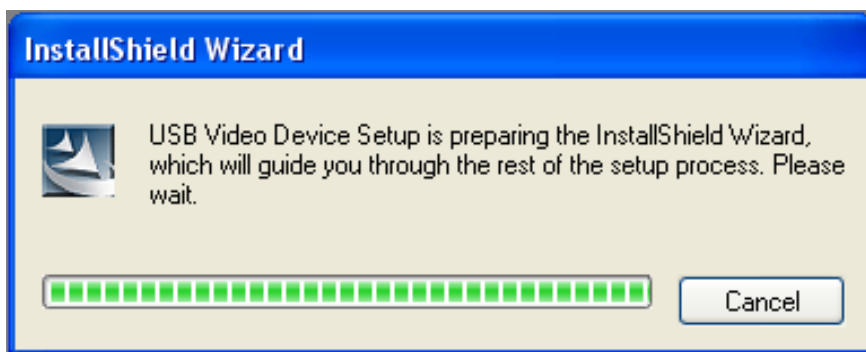 InstallShield Wizard
USB Video Device Setup is preparing the InstallShield Wizard,
which will guide you through the rest of the setup process. Please
wait.
Cancel